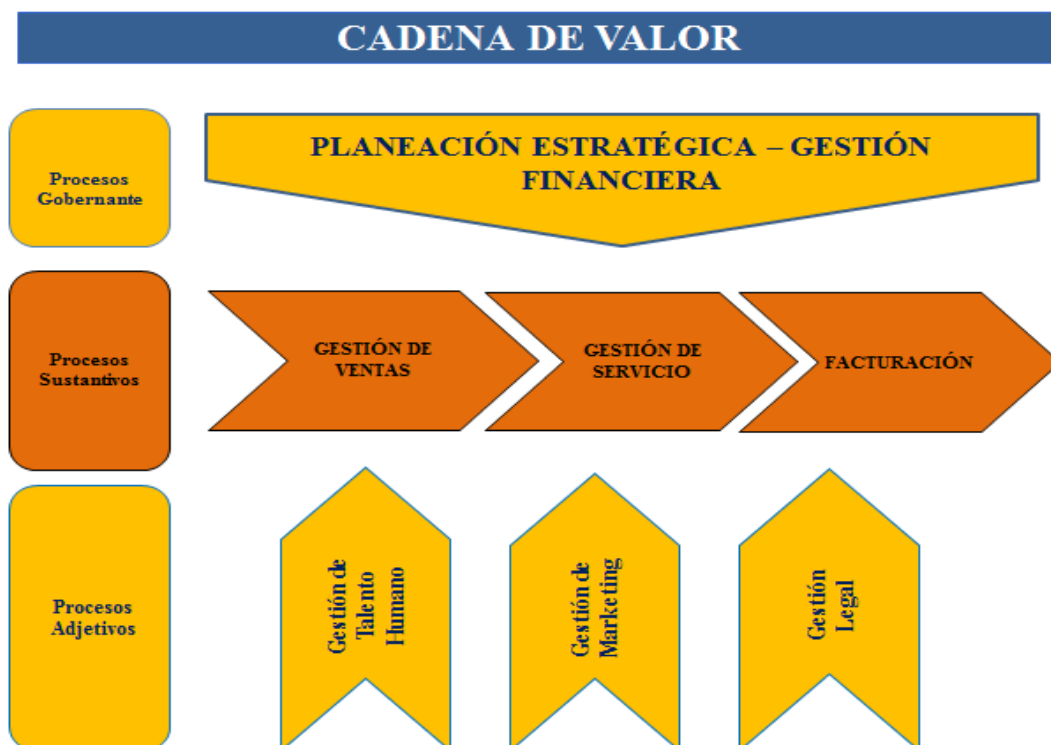 CADENA DE VALOR
Procesos
Gobernante
PLANEACIÓN ESTRATÉGICA – GESTIÓN
FINANCIERA
Procesos
Sustantivos
GESTIÓN DE
VENTAS
GESTIÓN DE
SERVICIO
FACTURACIÓN
Procesos
Adjetivos
Gestión de
Talento
Humano
Gestión de
Marketing
Gestión
Legal